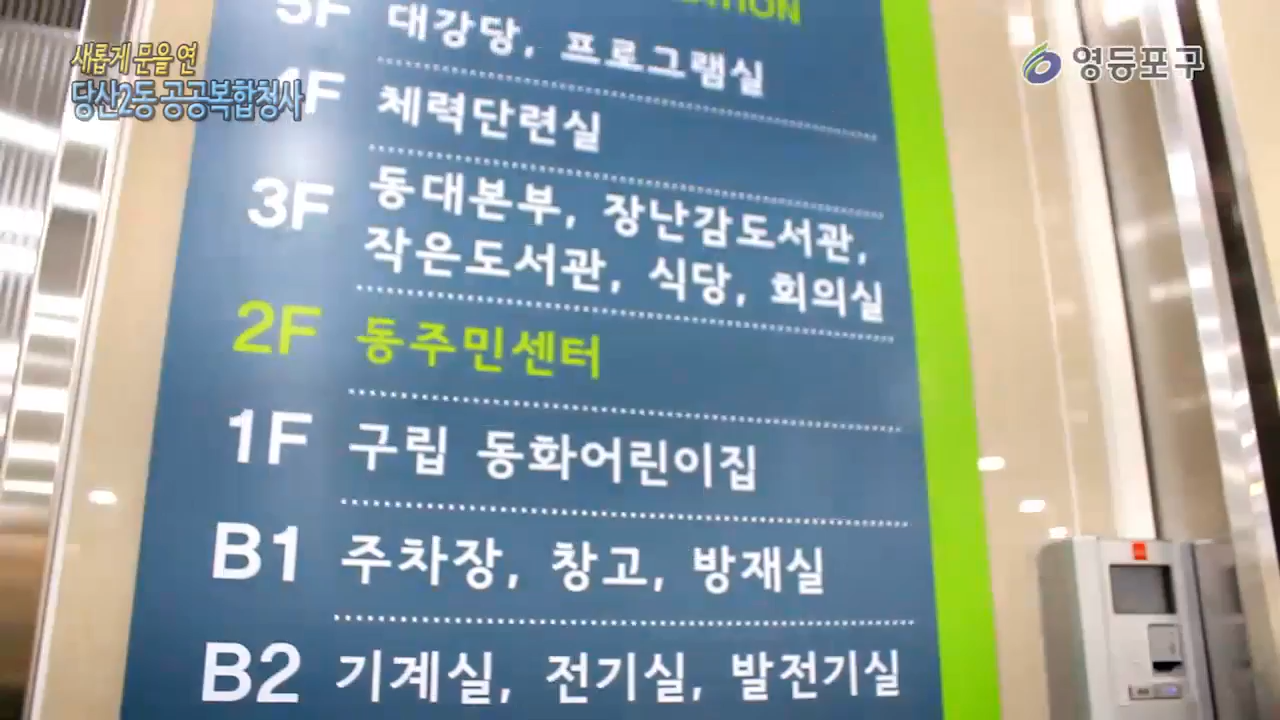 새롭게 문을 연
당산2동 공공복합청사
영등포구
5F 대강당, 프로그램실
4F 체력단련실
3F 동대본부, 장난감도서관,
작은도서관, 식당, 회의실
2F 동주민센터
1F 구립 동화어린이집
B1 주차장, 창고, 방재실
B2 기계실, 전기실, 발전기실